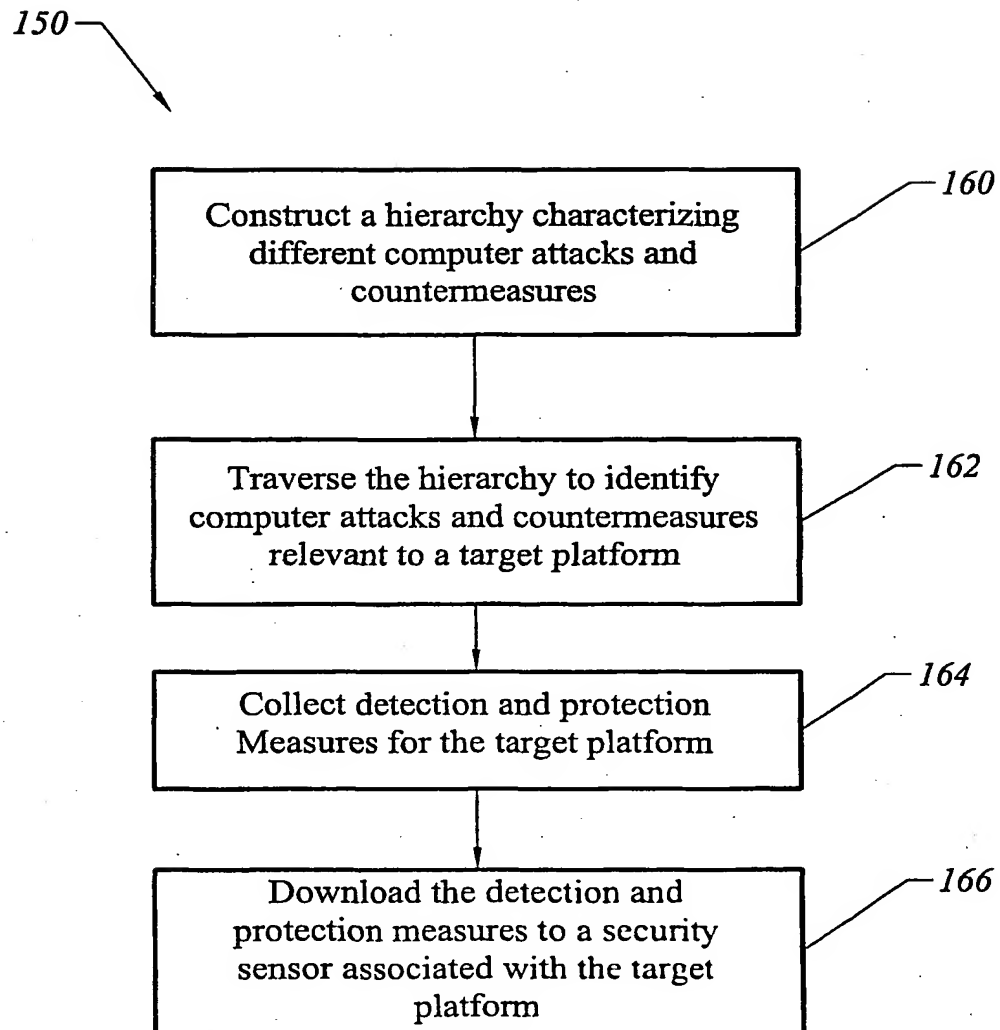 150
Construct a hierarchy characterizing
different computer attacks and
countermeasures
160
Traverse the hierarchy to identify
computer attacks and countermeasures
relevant to a target platform
162
Collect detection and protection
Measures for the target platform
164
Download the detection and
protection measures to a security
sensor associated with the target
platform
166